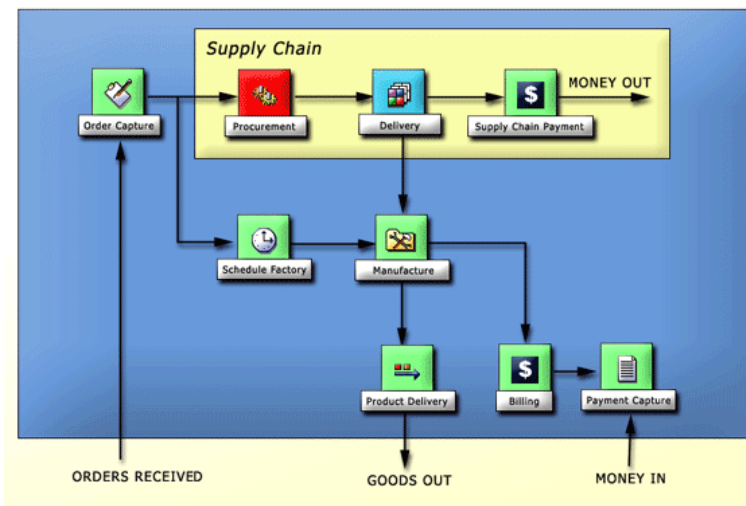 Supply Chain
MONEY OUT
Order Capture
Procurement
Delivery
Supply Chain Payment
Schedule Factory
Manufacture
Product Delivery
Billing
Payment Capture
ORDERS RECEIVED
GOODS OUT
MONEY IN